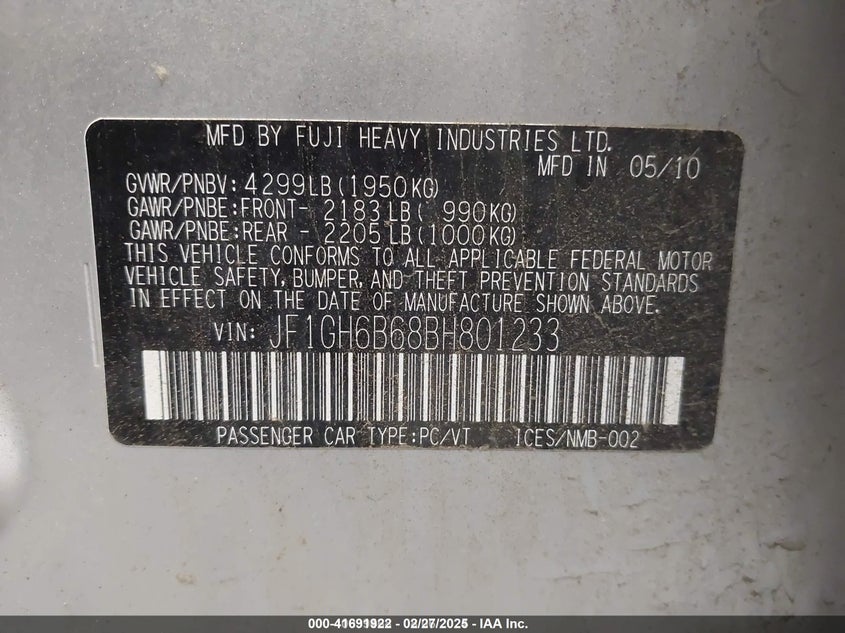 MFD BY FUJI HEAVY INDUSTRIES LTD.
MFD IN 05/10
GVWR/PNBV: 4299LB(1950KG)
GAWR/PNBE:FRONT- 2183LB( 990KG)
GAWR/PNBE:REAR - 2205LB(1000KG)
THIS VEHICLE CONFORMS TO ALL APPLICABLE FEDERAL MOTOR
VEHICLE SAFETY, BUMPER, AND THEFT PREVENTION STANDARDS
IN EFFECT ON THE DATE OF MANUFACTURE SHOWN ABOVE.
VIN: JF1GH6B68BH801233
PASSENGER CAR TYPE:PC/VT ICES/NMB-002
000-41691922 - 02/27/2025 - IAA Inc.